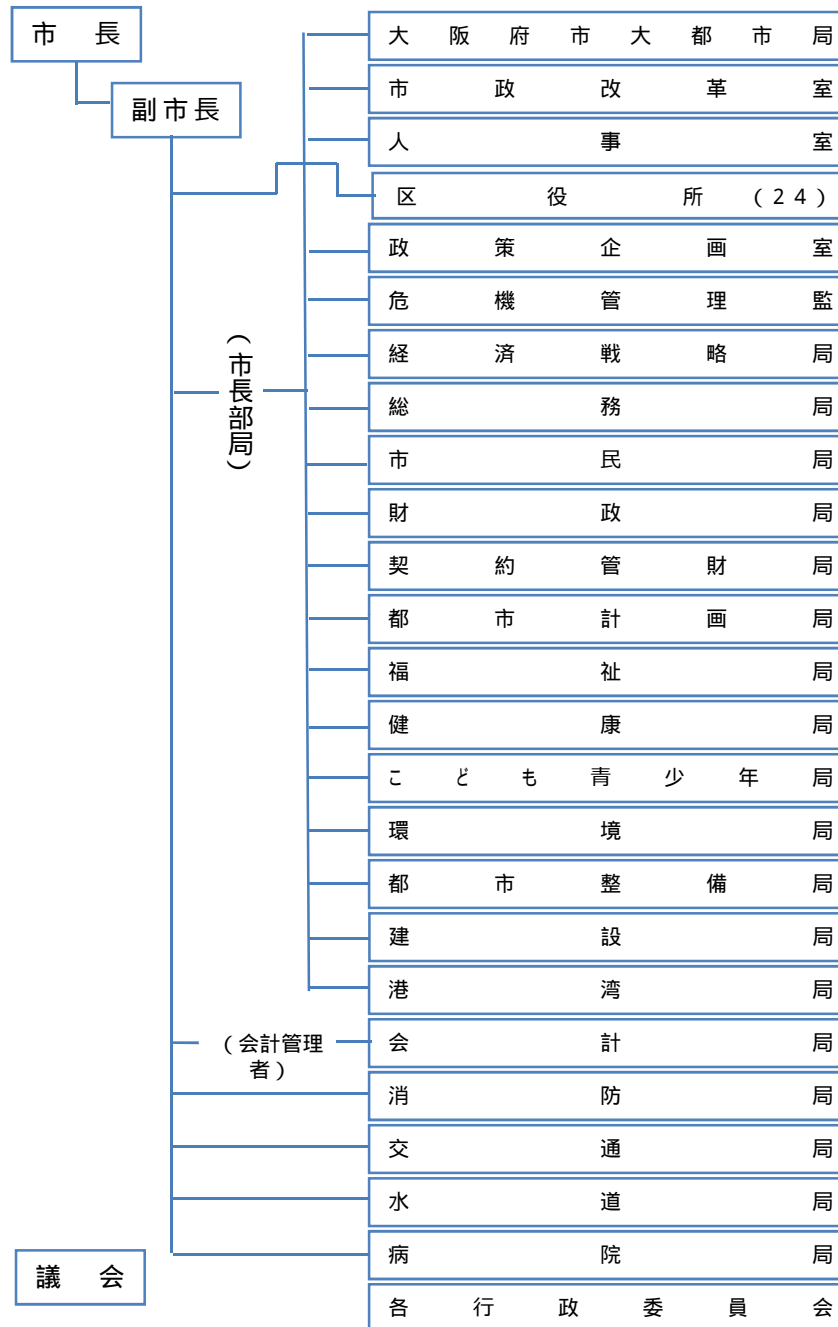 市長
副市長
大阪府市大都市局
市政改革室
人事室
区役所(24)
政策企画室
危機管理監
経済戦略局
(市長部局)
総務局
市民局
財政局
契約管財局
都市計画局
福祉局
健康局
こども青少年局
環境局
都市整備局
建設局
港湾局
(会計管理
者)
会計局
消防局
交通局
水道局
病院局
議会
各行政委員会